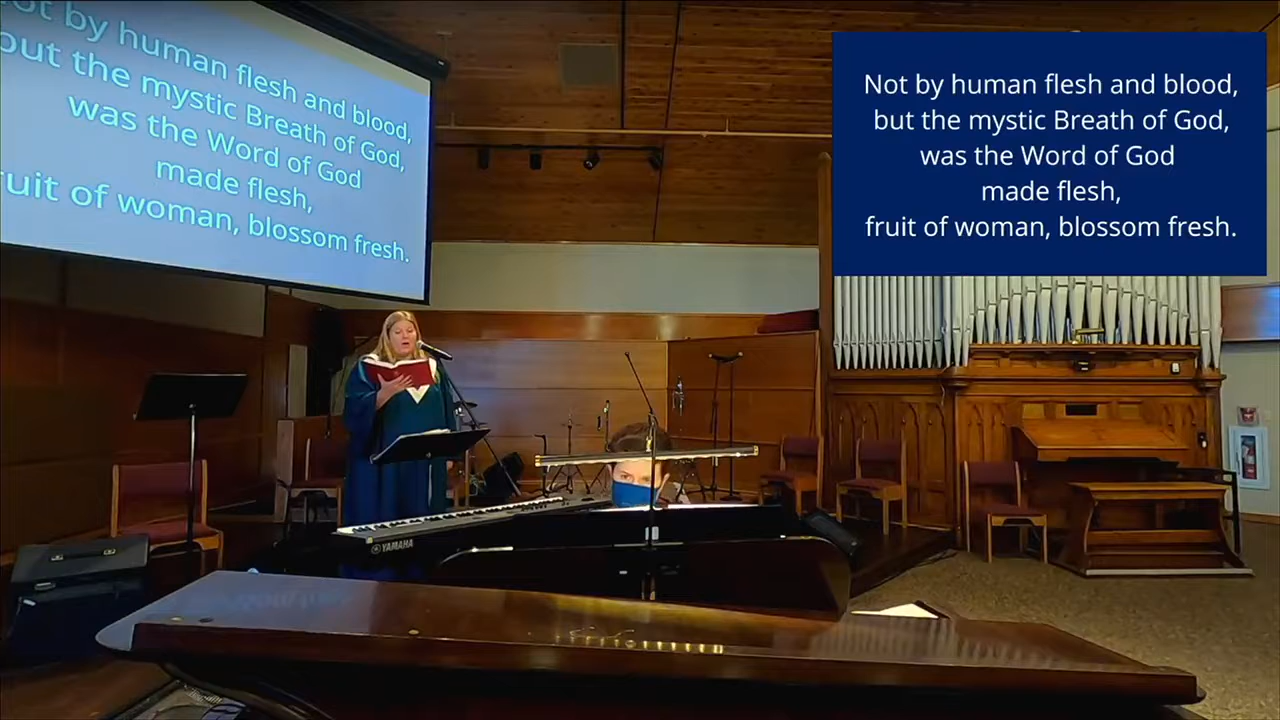 ot by human flesh and blood,
but the mystic Breath of God,
was the Word of God
made flesh,
ruit of woman, blossom fresh.
Not by human flesh and blood,
but the mystic Breath of God,
was the Word of God
made flesh,
fruit of woman, blossom fresh.
YAMAHA